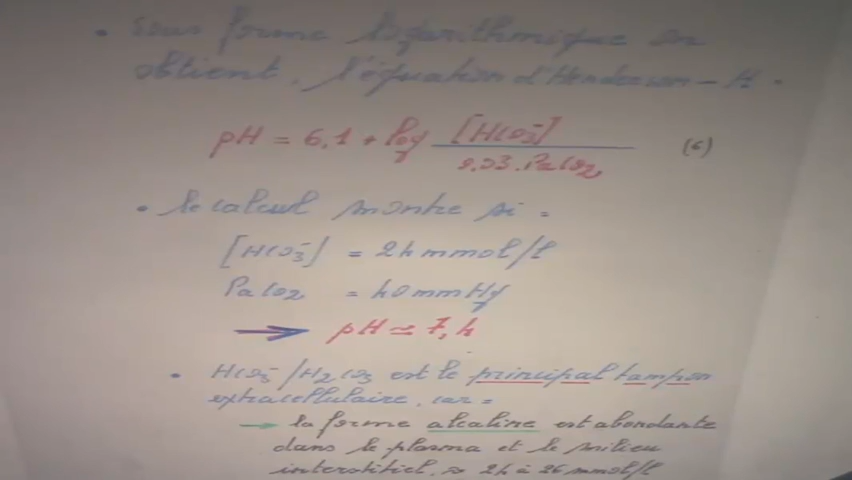 • Sous forme logarithmique on
obtient, l'équation d'Henderson-H.
pH = 6,1 + log [HCO3-] / 0.03.PaCO2 (6)
• Le calcul montre si =
[HCO3-] = 24 mmol/l
PaCO2 = 40 mmHg
→ pH ≃ 7,4
• HCO3-/H2CO3 est le principal tampon
extracellulaire, car =
→ la forme alcaline est abondante
dans le plasma et le milieu
interstitiel, ≈ 24 à 26 mmol/l